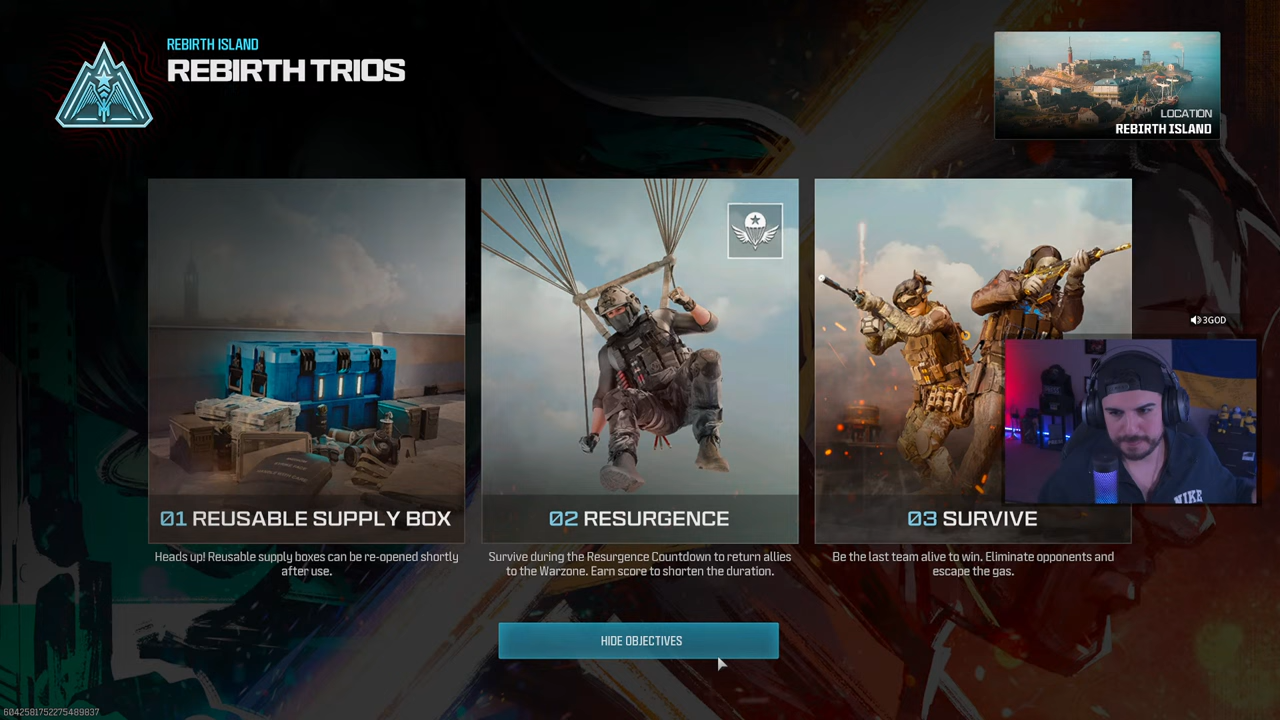 REBIRTH ISLAND
REBIRTH TRIOS
LOCATION
REBIRTH ISLAND
3GOD
01 REUSABLE SUPPLY BOX
02 RESURGENCE
03 SURVIVE
Heads up! Reusable supply boxes can be re-opened shortly
after use.
Survive during the Resurgence Countdown to return allies
to the Warzone. Earn score to shorten the duration.
Be the last team alive to win. Eliminate opponents and
escape the gas.
NIKE
HIDE OBJECTIVES
6042581752275489837